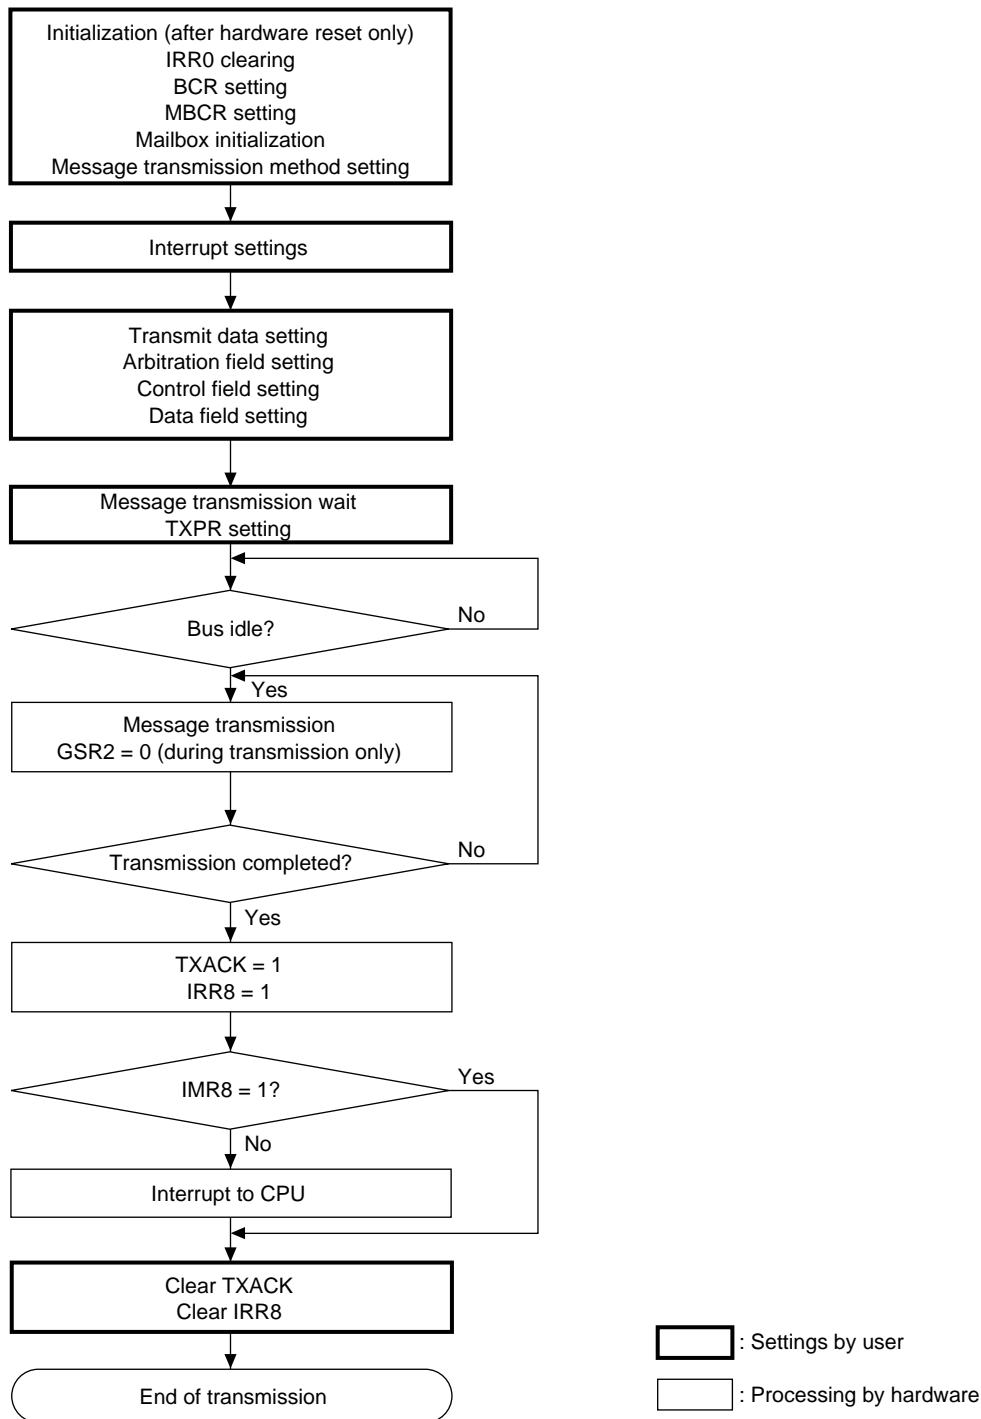 Initialization (after hardware reset only)
IRR0 clearing
BCR setting
MBCR setting
Mailbox initialization
Message transmission method setting
Interrupt settings
Transmit data setting
Arbitration field setting
Control field setting
Data field setting
Message transmission wait
TXPR setting
Bus idle?
No
Yes
Message transmission
GSR2 = 0 (during transmission only)
Transmission completed?
No
Yes
TXACK = 1
IRR8 = 1
IMR8 = 1?
Yes
No
Interrupt to CPU
Clear TXACK
Clear IRR8
End of transmission
: Settings by user
: Processing by hardware